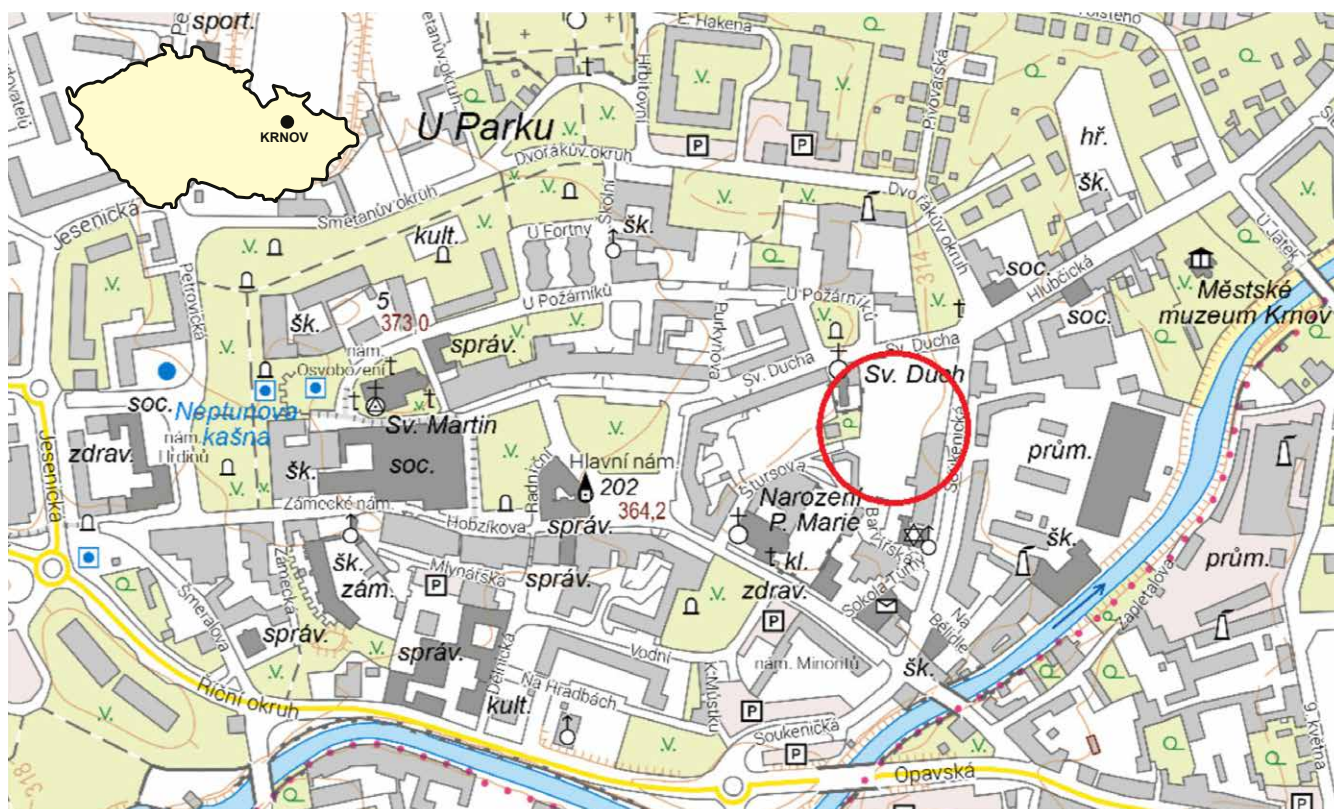 sport.
E. Hakena
KRNOV
U Parku
Hřbitovní
Pivovarská
Dvořákův okruh
hř.
šk.
Jesenická
Smetanův okruh
Školní
kult.
U Fortny
šk.
Dvořákův okruh
soc.
Hlubčická
U Jatek
Petrovická
5
373,0
šk.
U Požárníků
Purkyňova
U Požárníků
314
soc.
Městské
muzeum Krnov
správ.
nám.
Osvobození
Sv. Ducha
Sv. Ducha
Sv. Duch
soc.
Neptunova
kašna
Sv. Martin
Jesenická
zdrav.
nám.
Hrdinů
šk.
soc.
Radniční
Hlavní nám.
202
364,2
správ.
Štursova
Soukenická
prům.
Narození
P. Marie
Zámecké nám.
Hobzíkova
šk.
zám.
Zámecká
Mlynářská
správ.
kl.
zdrav.
Sokola Tůmy
Na
Bělidle
šk.
prům.
Zapletalova
Šmeralova
správ.
správ.
Dělnická
Vodní
nám. Minoritů
šk.
Říční okruh
Na Hradbách
kult.
K Můstku
Soukenická
9. května
318
Opavská